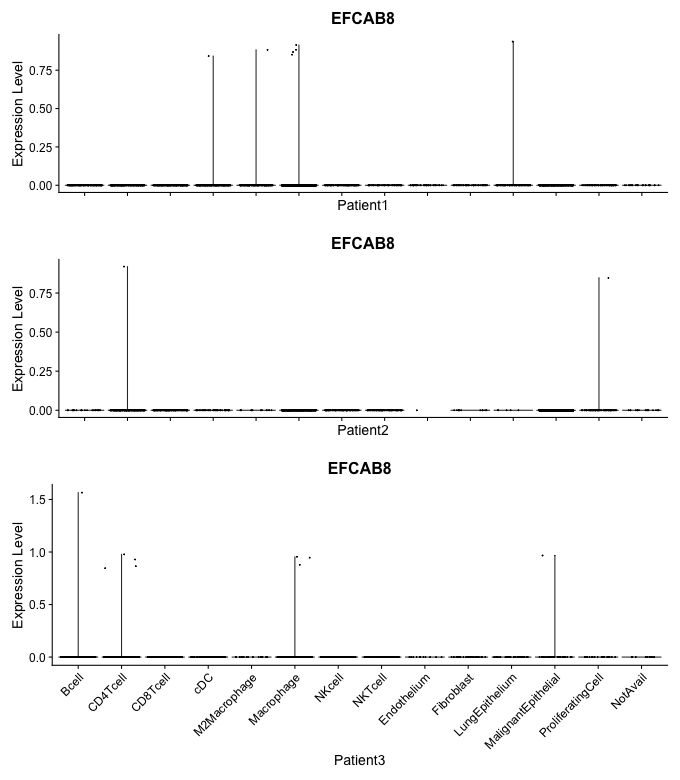 EFCAB8
Expression Level
0.75
0.50
0.25
0.00
Patient1
EFCAB8
Expression Level
0.75
0.50
0.25
0.00
Patient2
EFCAB8
Expression Level
1.5
1.0
0.5
0.0
Bcell
CD4Tcell
CD8Tcell
cDC
M2Macrophage
Macrophage
NKcell
NKTcell
Endothelium
Fibroblast
LungEpithelium
MalignantEpithelial
ProliferatingCell
NotAvail
Patient3